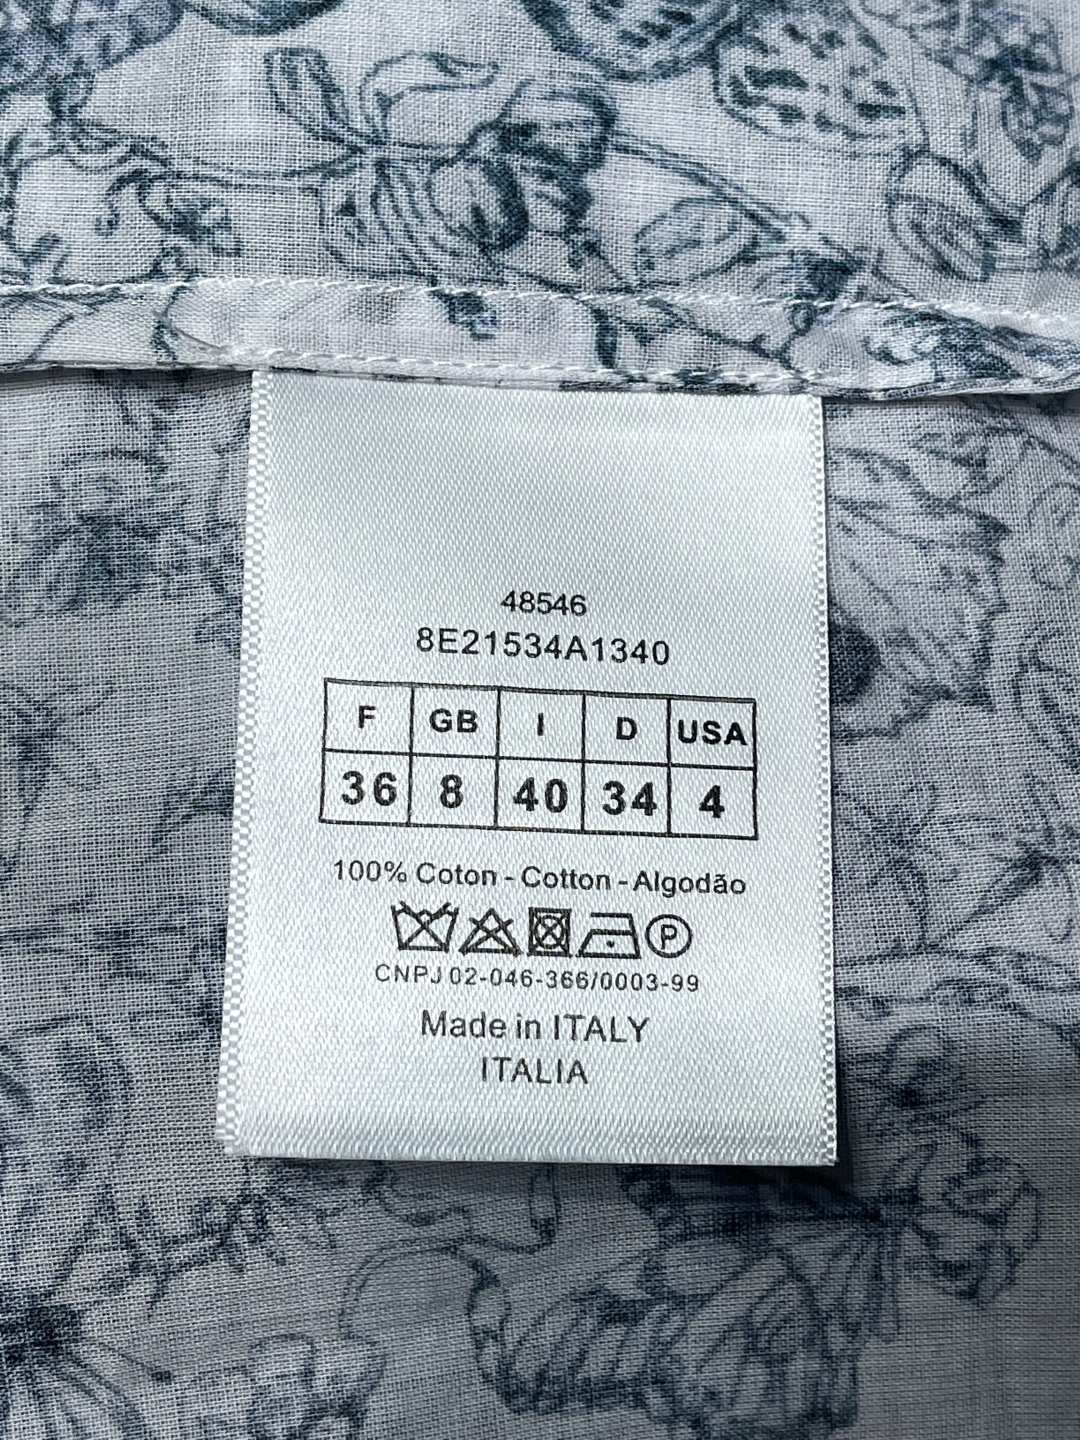 48546
8E21534A1340
F GB I D USA
36 8 40 34 4
100% Coton - Cotton - Algodão
P
CNPJ 02-046-366/0003-99
Made in ITALY
ITALIA